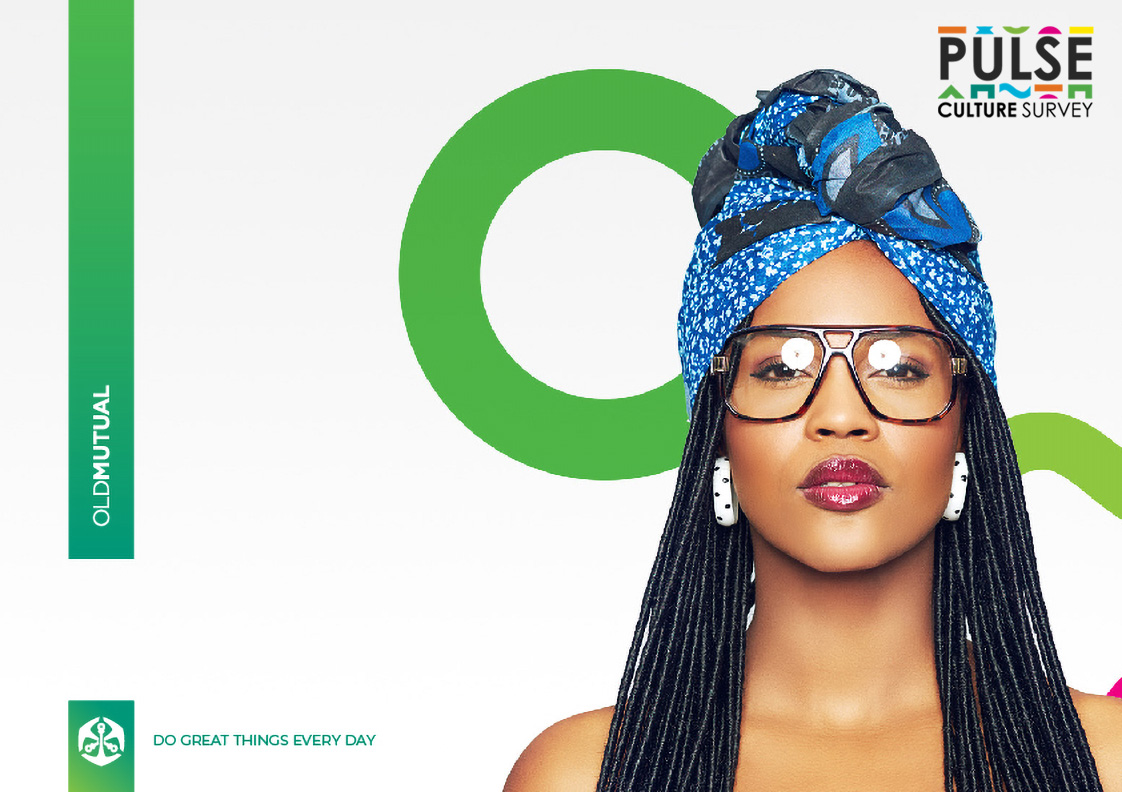 PULSE
CULTURE SURVEY
OLDMUTUAL
DO GREAT THINGS EVERY DAY